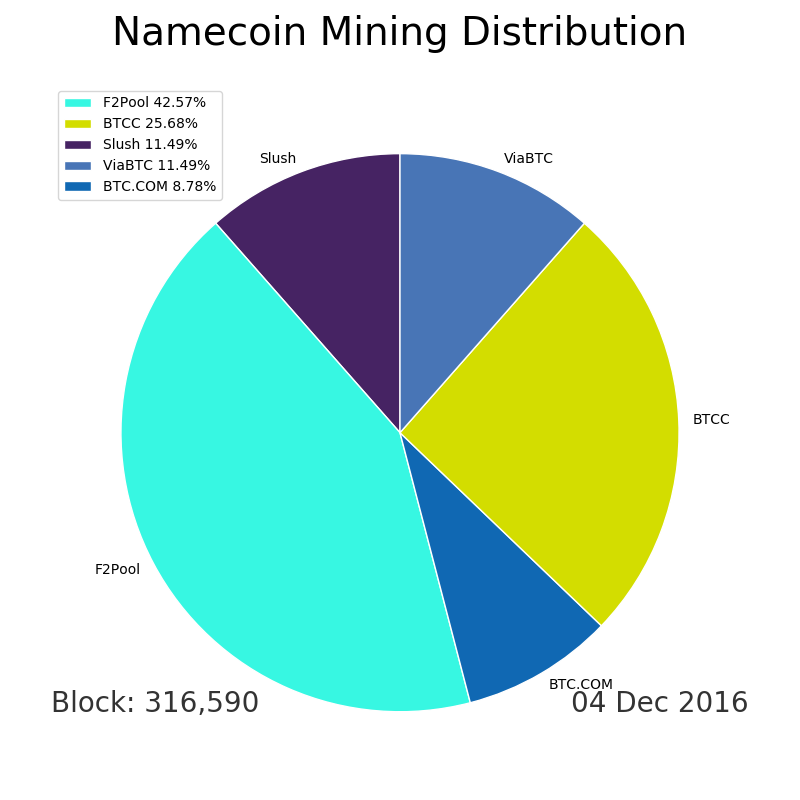 Namecoin Mining Distribution
F2Pool 42.57%
BTCC 25.68%
Slush 11.49%
ViaBTC 11.49%
BTC.COM 8.78%
Slush
ViaBTC
BTCC
F2Pool
BTC.COM
Block: 316,590
04 Dec 2016